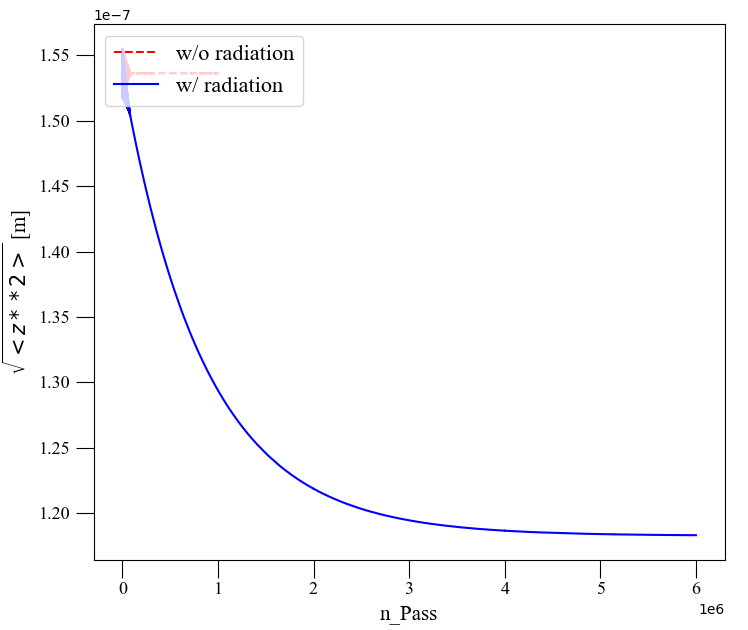 1e−7
1.55
1.50
1.45
1.40
1.35
1.30
1.25
1.20
√<z**2> [m]
w/o radiation
w/ radiation
0 1 2 3 4 5 6
1e6
n_Pass